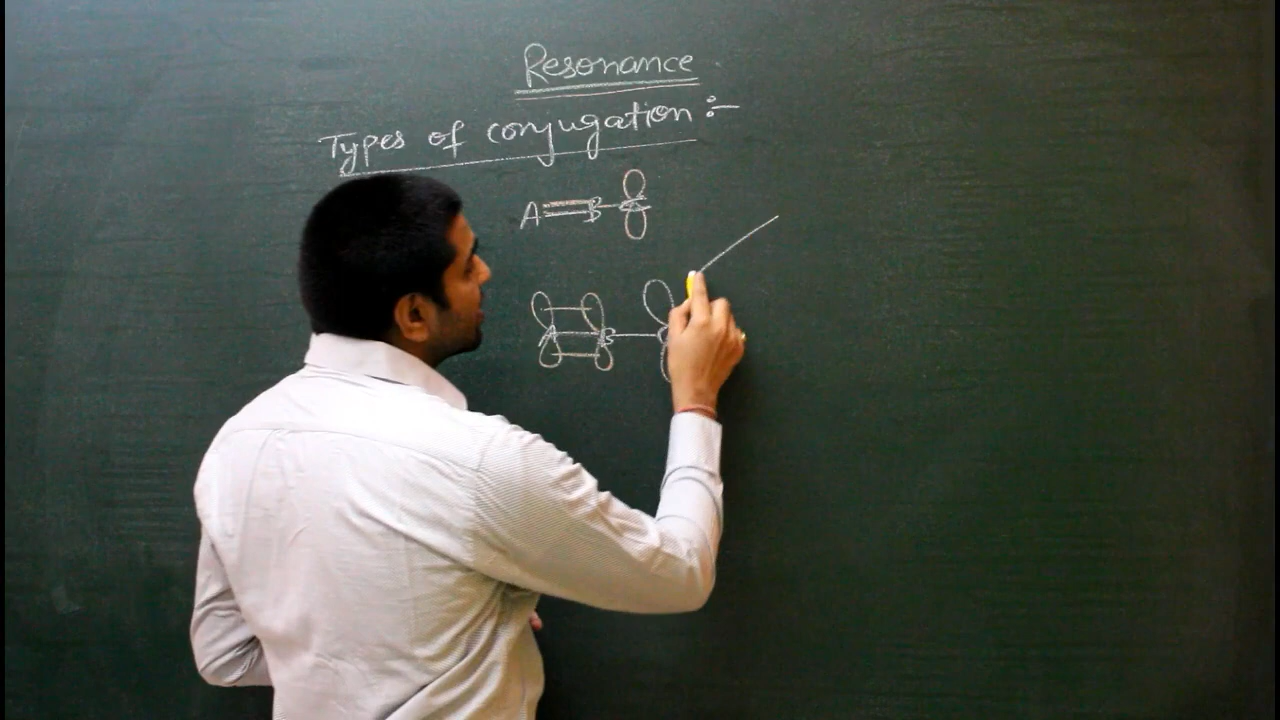 Resonance
Types of conjugation :-
A=B-
A B